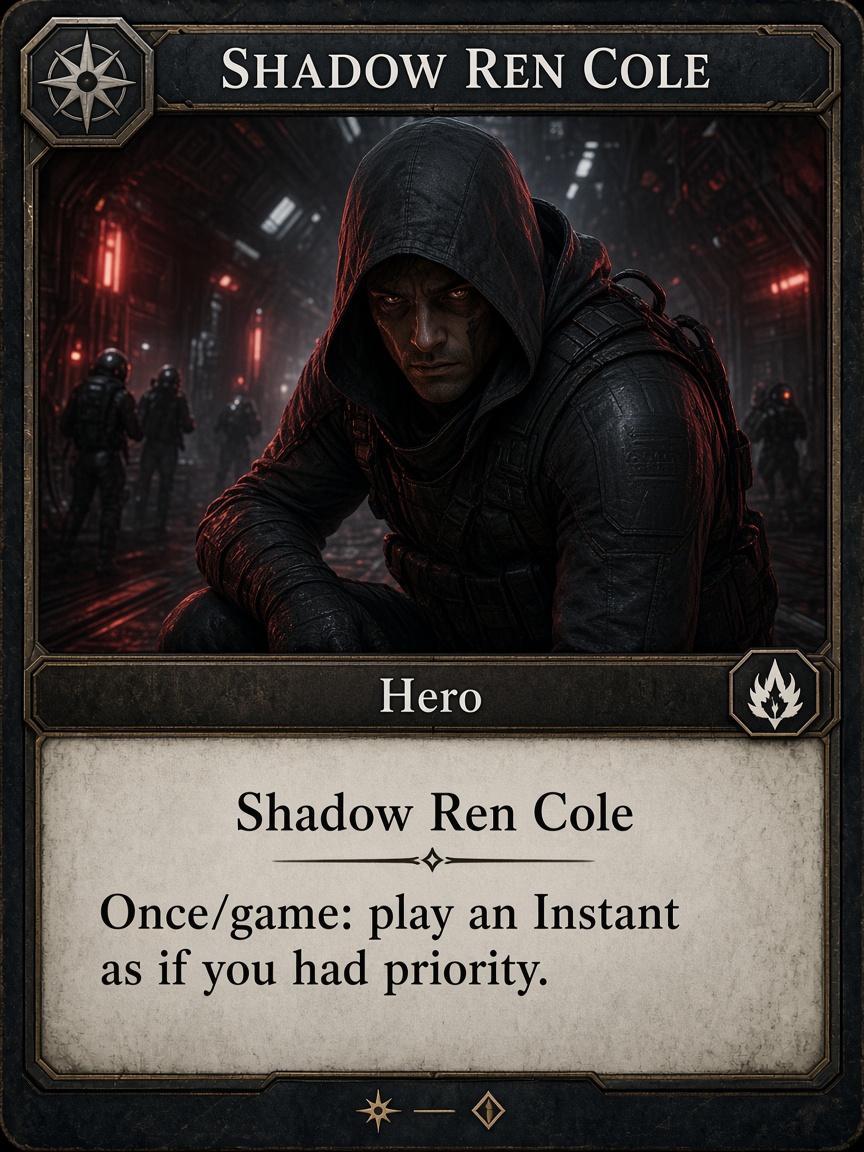 SHADOW REN COLE
Hero
Shadow Ren Cole
Once/game: play an Instant
as if you had priority.